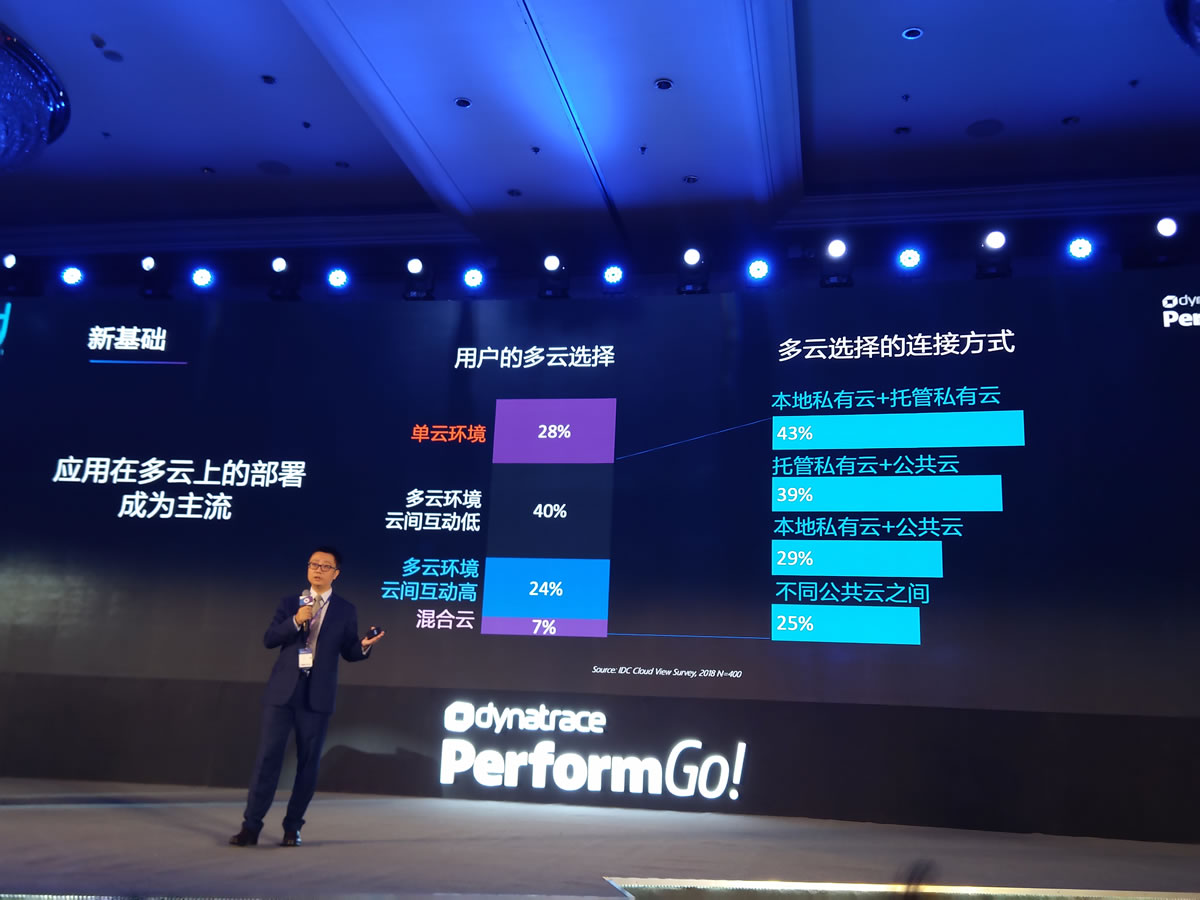 新基础
应用在多云上的部署
成为主流
用户的多云选择
单云环境
28%
多云环境
云间互动低
40%
多云环境
云间互动高
24%
混合云
7%
多云选择的连接方式
本地私有云+托管私有云
43%
托管私有云+公共云
39%
本地私有云+公共云
29%
不同公共云之间
25%
Source: IDC Cloud View Survey, 2018 N=400
dyn
Per
dynatrace
PerformGo!